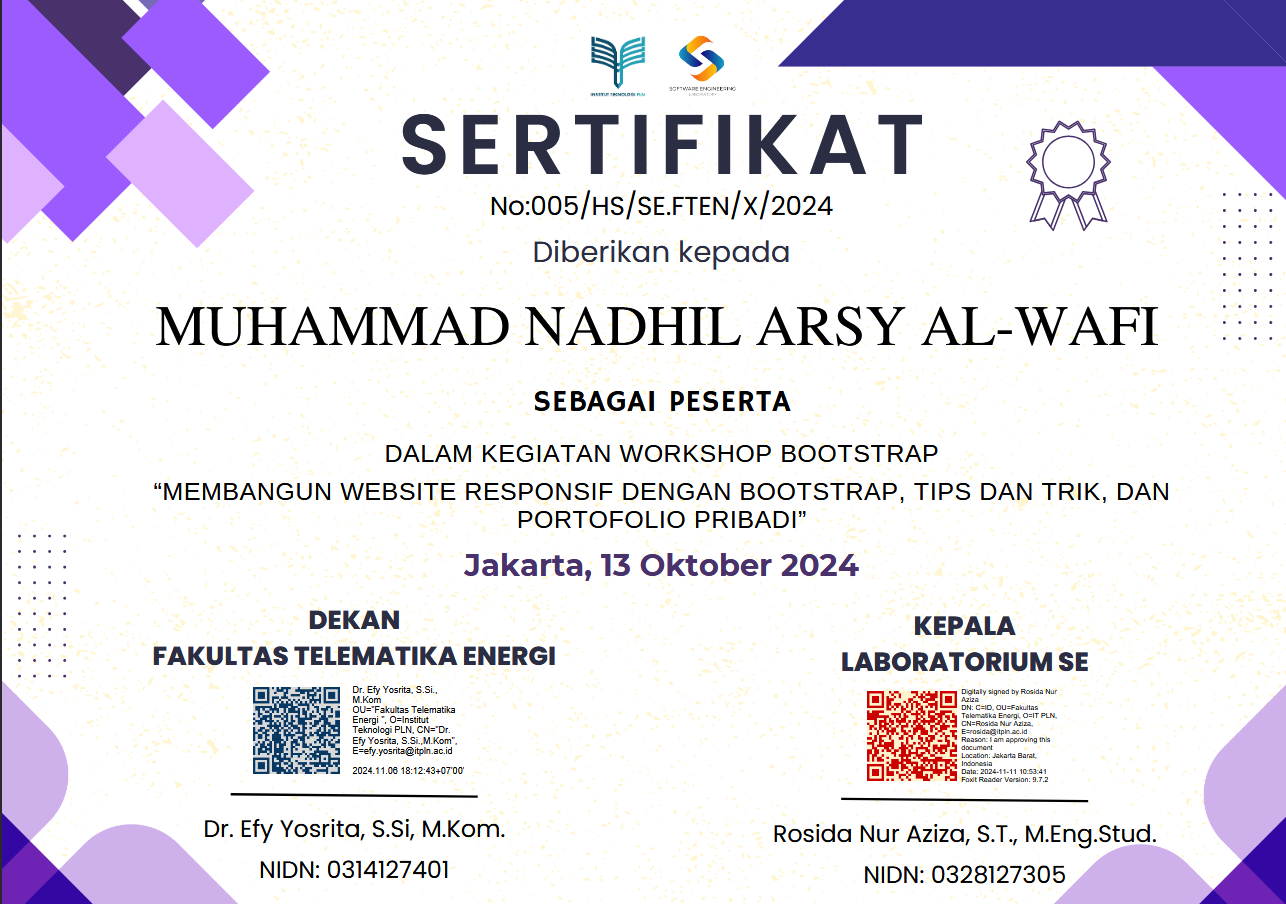 INSTITUT TEKNOLOGI PLN
SOFTWARE ENGINEERING
LABORATORY
SERTIFIKAT
No:005/HS/SE.FTEN/X/2024
Diberikan kepada
MUHAMMAD NADHIL ARSY AL-WAFI
SEBAGAI PESERTA
DALAM KEGIATAN WORKSHOP BOOTSTRAP
“MEMBANGUN WEBSITE RESPONSIF DENGAN BOOTSTRAP, TIPS DAN TRIK, DAN
PORTOFOLIO PRIBADI”
Jakarta, 13 Oktober 2024
DEKAN
FAKULTAS TELEMATIKA ENERGI
Dr. Efy Yosrita, S.Si.,
M.Kom
OU="Fakultas Telematika
Energi ", O=Institut
Teknologi PLN, CN="Dr.
Efy Yosrita, S.Si.,M.Kom",
E=efy.yosrita@itpln.ac.id
2024.11.06 18:12:43+07'00'
Dr. Efy Yosrita, S.Si, M.Kom.
NIDN: 0314127401
KEPALA
LABORATORIUM SE
Digitally signed by Rosida Nur
Aziza
DN: C=ID, OU=Fakultas
Telematika Energi, O=IT PLN,
CN=Rosida Nur Aziza,
E=rosida@itpln.ac.id
Reason: I am approving this
document
Location: Jakarta Barat,
Indonesia
Date: 2024-11-11 10:53:41
Foxit Reader Version: 9.7.2
Rosida Nur Aziza, S.T., M.Eng.Stud.
NIDN: 0328127305